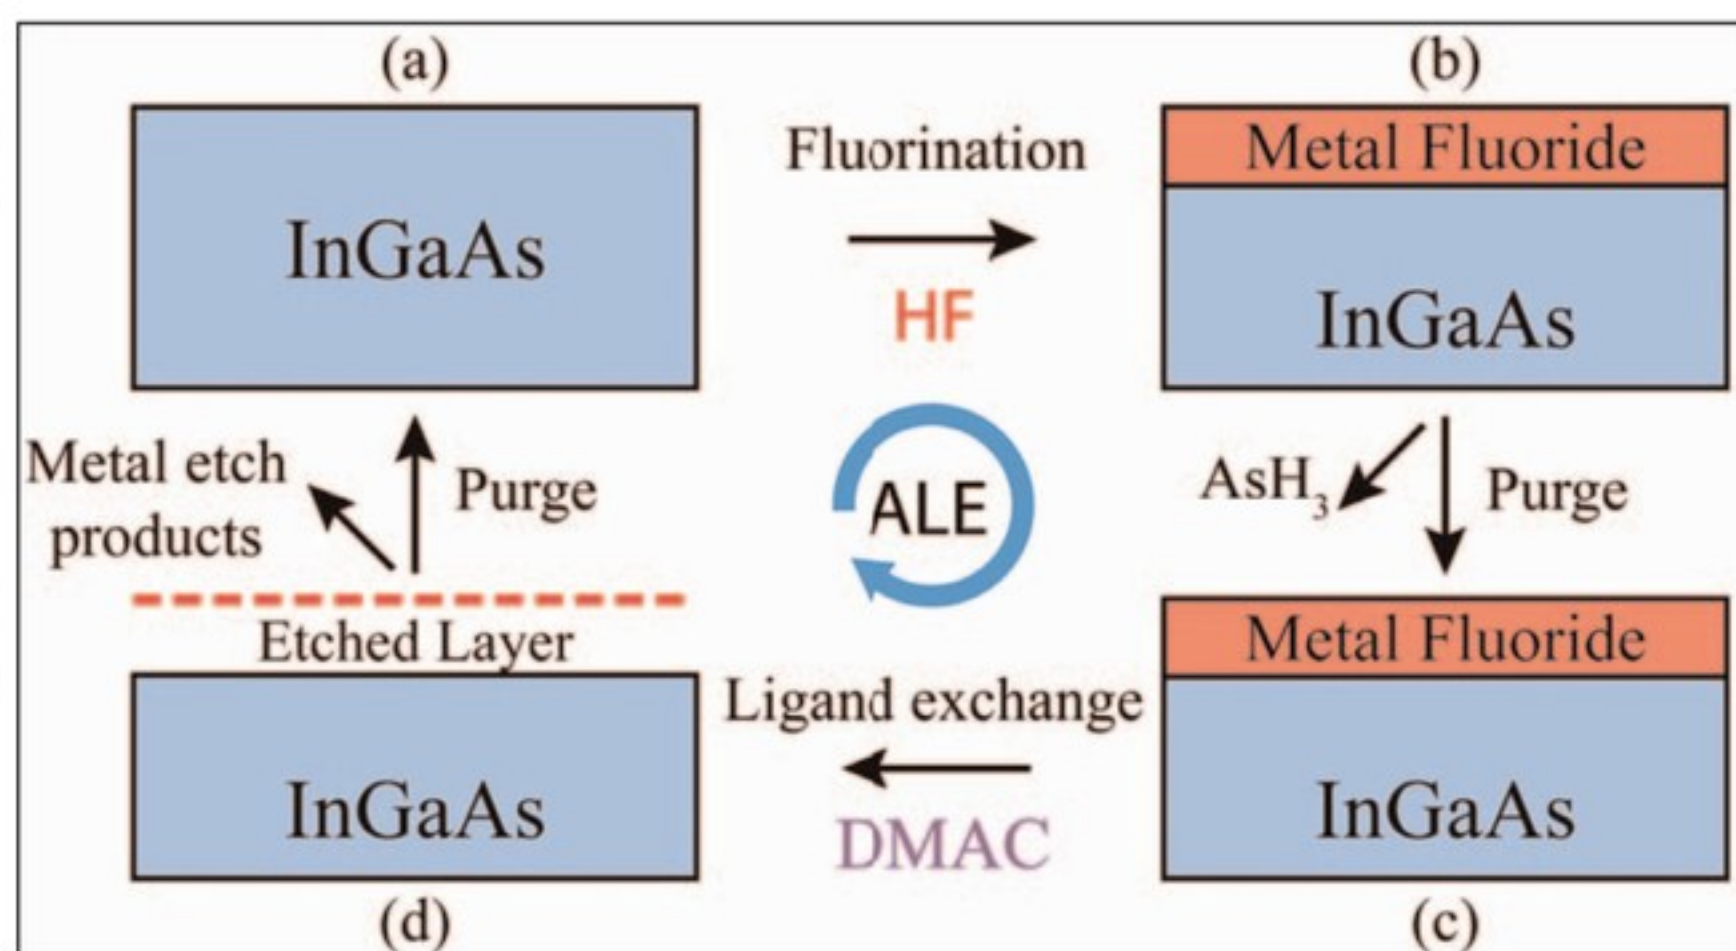 (a)
(b)
InGaAs
Fluorination
HF
Metal Fluoride
InGaAs
Metal etch
products
Purge
ALE
AsH₃
Purge
Etched Layer
InGaAs
Ligand exchange
DMAC
Metal Fluoride
InGaAs
(d)
(c)